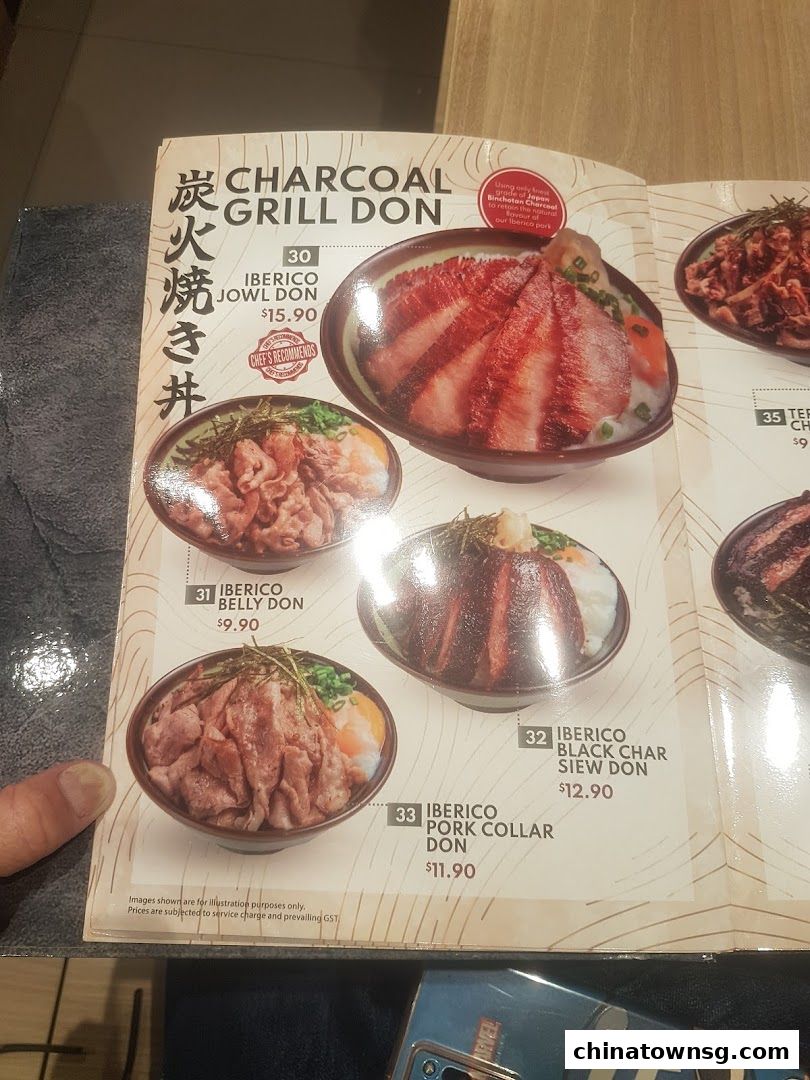 炭火焼き丼
CHARCOAL
GRILL DON
Using only finest
grade of Japan
Binchotan Charcoal
to retain the natural
flavour of
our Iberico pork
30
IBERICO
JOWL DON
$15.90
CHEF'S RECOMMENDS
31 IBERICO
BELLY DON
$9.90
32 IBERICO
BLACK CHAR
SIEW DON
$12.90
33 IBERICO
PORK COLLAR
DON
$11.90
Images shown are for illustration purposes only.
Prices are subjected to service charge and prevailing GST.
35
$9
MARVEL
chinatownsg.com